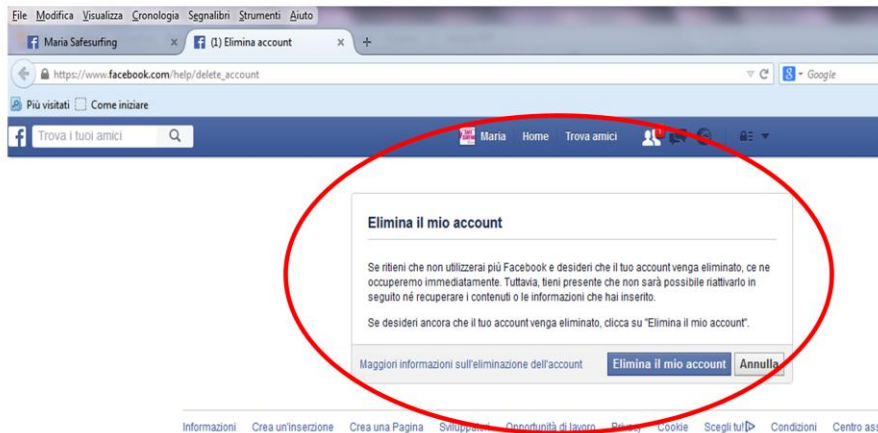 File Modifica Visualizza Cronologia Segnalibri Strumenti Aiuto
Maria Safesurfing × (1) Elimina account × +
https://www.facebook.com/help/delete_account Google
Più visitati Come iniziare
Trova i tuoi amici Maria Home Trova amici
Elimina il mio account
Se ritieni che non utilizzerai più Facebook e desideri che il tuo account venga eliminato, ce ne
occuperemo immediatamente. Tuttavia, tieni presente che non sarà possibile riattivarlo in
seguito né recuperare i contenuti o le informazioni che hai inserito.
Se desideri ancora che il tuo account venga eliminato, clicca su "Elimina il mio account".
Maggiori informazioni sull'eliminazione dell'account Elimina il mio account Annulla
Informazioni Crea un'inserzione Crea una Pagina Sviluppatori Opportunità di lavoro Privacy Cookie Scegli tu! Condizioni Centro ass